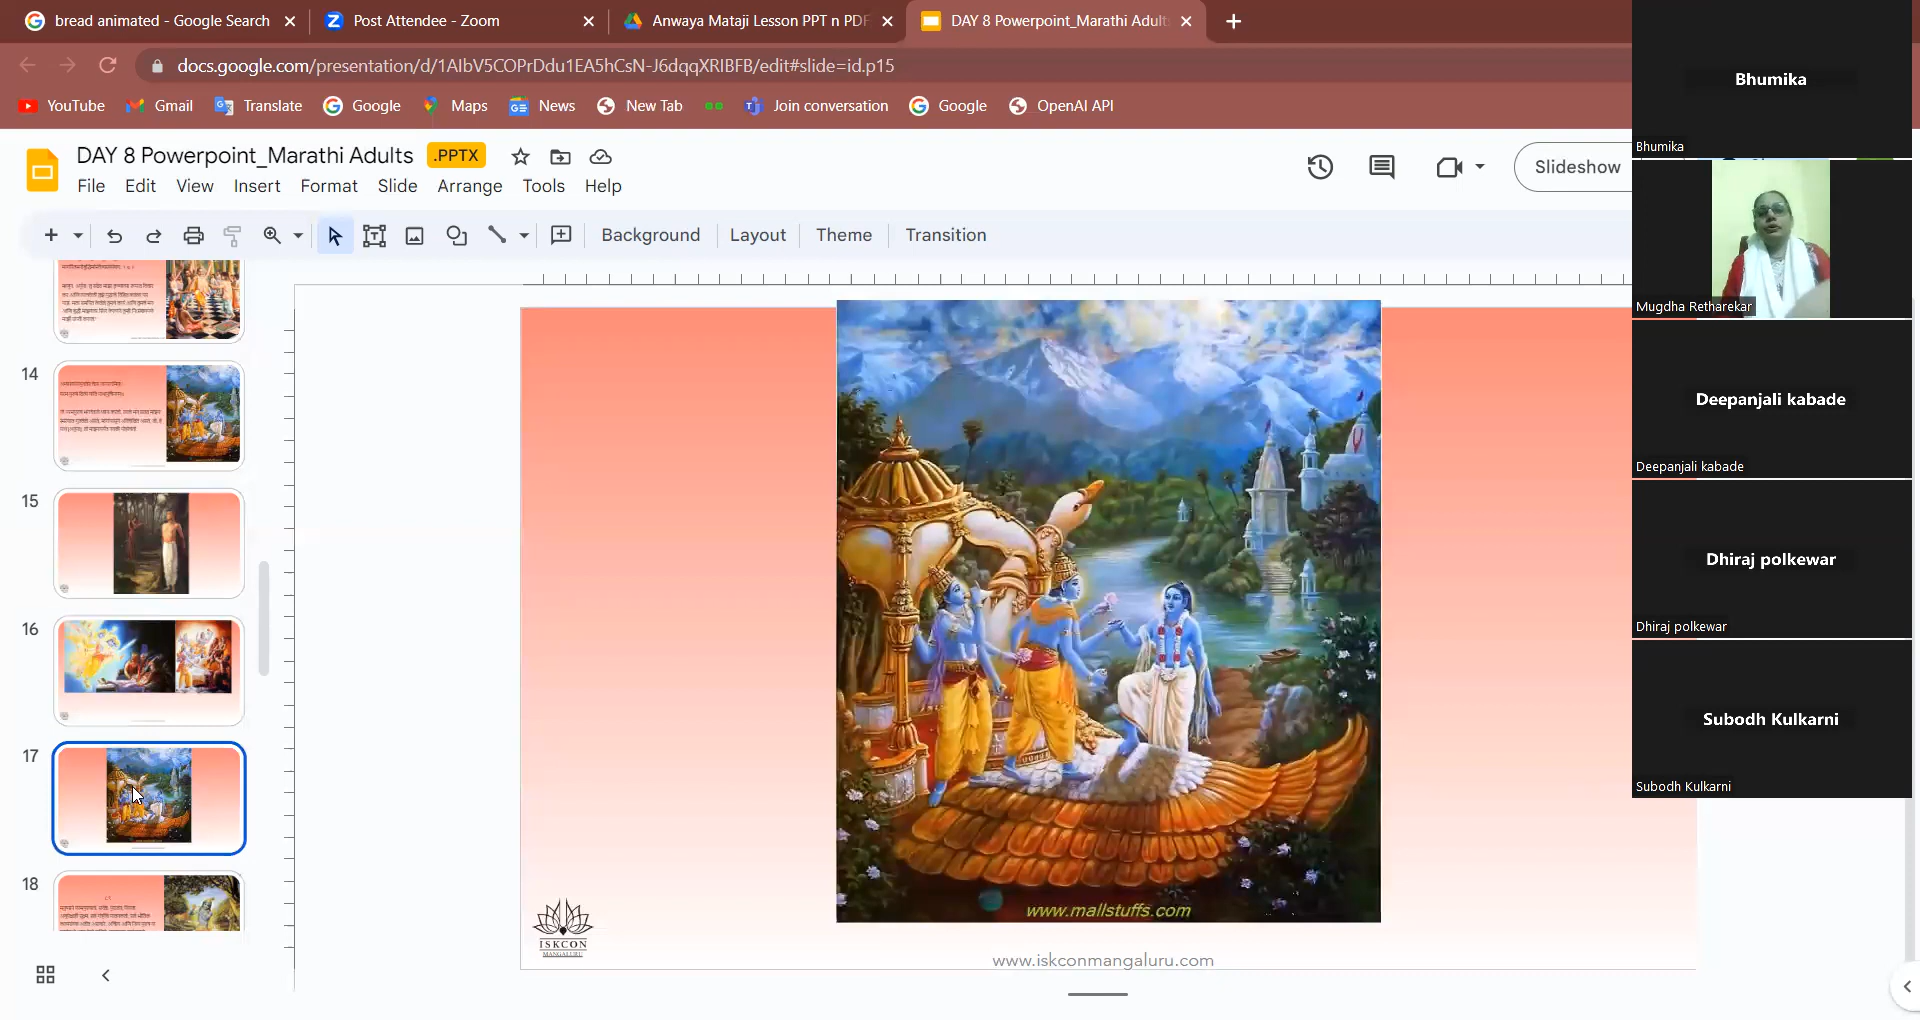 bread animated - Google Search
Post Attendee - Zoom
Anwaya Mataji Lesson PPT n PDF
DAY 8 Powerpoint_Marathi Adult
docs.google.com/presentation/d/1AIbV5COPrDdu1EA5hCsN-J6dqqXRIBFB/edit#slide=id.p15
YouTube
Gmail
Translate
Google
Maps
News
New Tab
Join conversation
Google
OpenAI API
DAY 8 Powerpoint_Marathi Adults
.PPTX
File Edit View Insert Format Slide Arrange Tools Help
Slideshow
Background
Layout
Theme
Transition
14
15
16
17
18
www.mallstuffs.com
ISKCON
MANGALURU
www.iskconmangaluru.com
Bhumika
Bhumika
Mugdha Retharekar
Deepanjali kabade
Deepanjali kabade
Dhiraj polkewar
Dhiraj polkewar
Subodh Kulkarni
Subodh Kulkarni